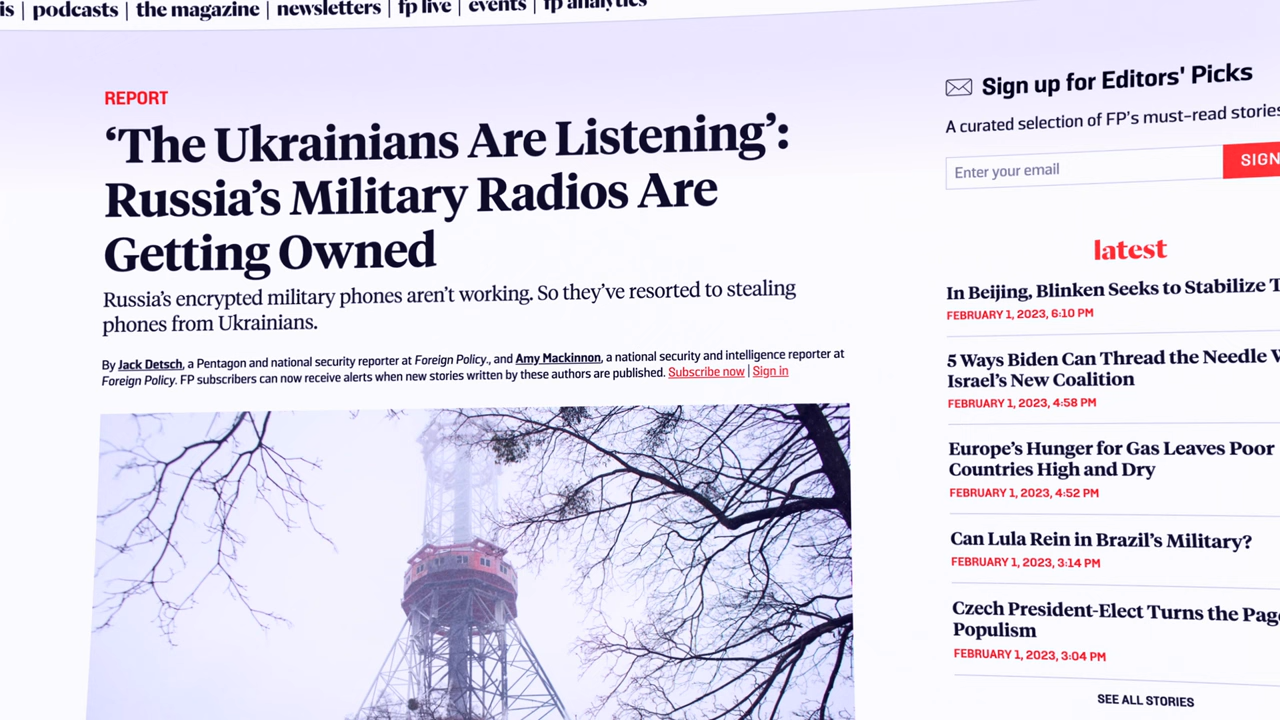 is | podcasts | the magazine | newsletters | fp live | events | fp analytics
REPORT
‘The Ukrainians Are Listening’:
Russia’s Military Radios Are
Getting Owned
Russia’s encrypted military phones aren’t working. So they’ve resorted to stealing
phones from Ukrainians.
By Jack Detsch, a Pentagon and national security reporter at Foreign Policy., and Amy Mackinnon, a national security and intelligence reporter at
Foreign Policy. FP subscribers can now receive alerts when new stories written by these authors are published. Subscribe now | Sign in
Sign up for Editors' Picks
A curated selection of FP’s must-read stories
Enter your email
SIGN
latest
In Beijing, Blinken Seeks to Stabilize T
FEBRUARY 1, 2023, 6:10 PM
5 Ways Biden Can Thread the Needle W
Israel’s New Coalition
FEBRUARY 1, 2023, 4:58 PM
Europe’s Hunger for Gas Leaves Poor
Countries High and Dry
FEBRUARY 1, 2023, 4:52 PM
Can Lula Rein in Brazil’s Military?
FEBRUARY 1, 2023, 3:14 PM
Czech President-Elect Turns the Page
Populism
FEBRUARY 1, 2023, 3:04 PM
SEE ALL STORIES